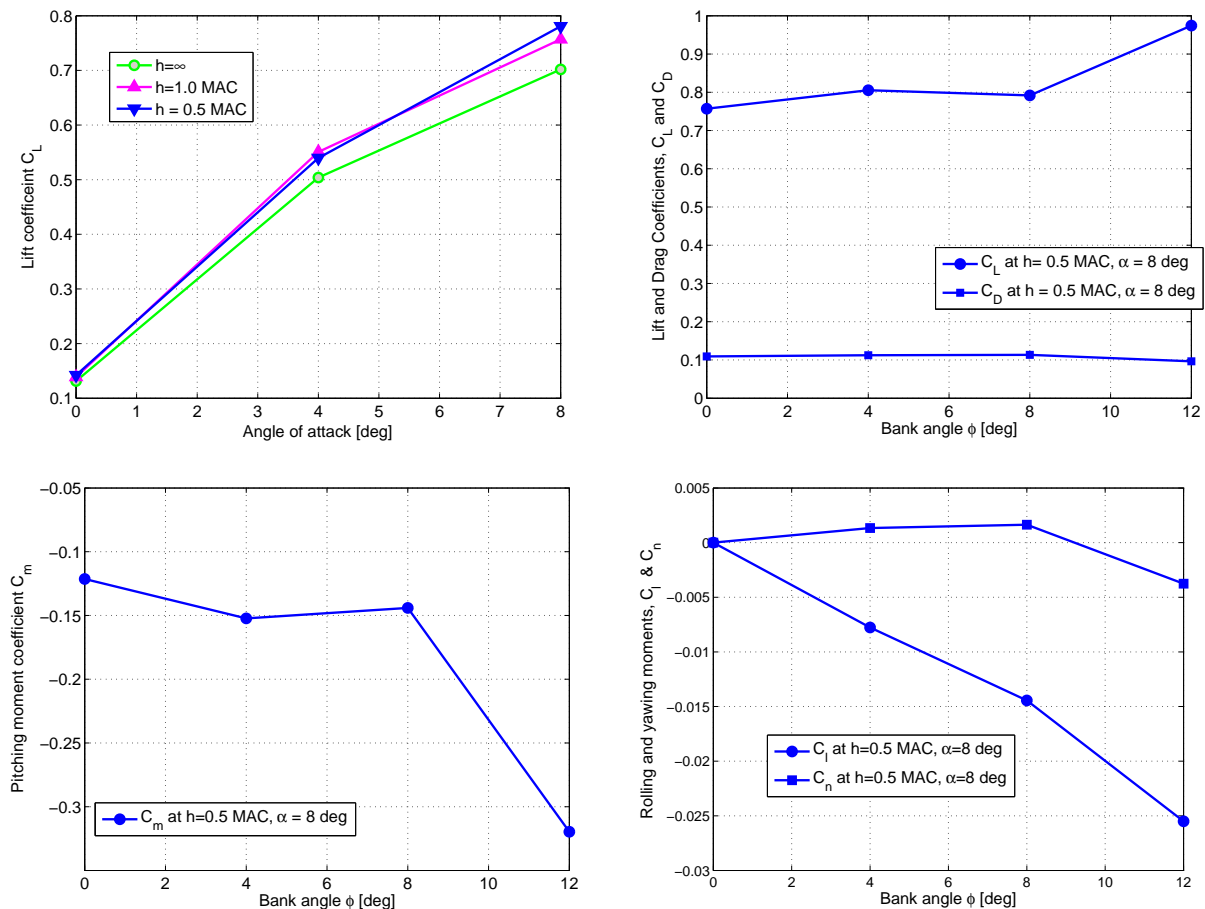 0.8
0.7
0.6
0.5
0.4
0.3
0.2
0.1
Lift coefficeint C_L
h=∞
h=1.0 MAC
h = 0.5 MAC
0 1 2 3 4 5 6 7 8
Angle of attack [deg]
1
0.9
0.8
0.7
0.6
0.5
0.4
0.3
0.2
0.1
0
Lift and Drag Coefficients, C_L and C_D
C_L at h= 0.5 MAC, α = 8 deg
C_D at h = 0.5 MAC, α = 8 deg
0 2 4 6 8 10 12
Bank angle ϕ [deg]
−0.05
−0.1
−0.15
−0.2
−0.25
−0.3
Pitching moment coefficient C_m
C_m at h=0.5 MAC, α = 8 deg
0 2 4 6 8 10 12
Bank angle ϕ [deg]
0.005
0
−0.005
−0.01
−0.015
−0.02
−0.025
−0.03
Rolling and yawing moments, C_l & C_n
C_l at h=0.5 MAC, α=8 deg
C_n at h=0.5 MAC, α=8 deg
0 2 4 6 8 10 12
Bank angle ϕ [deg]